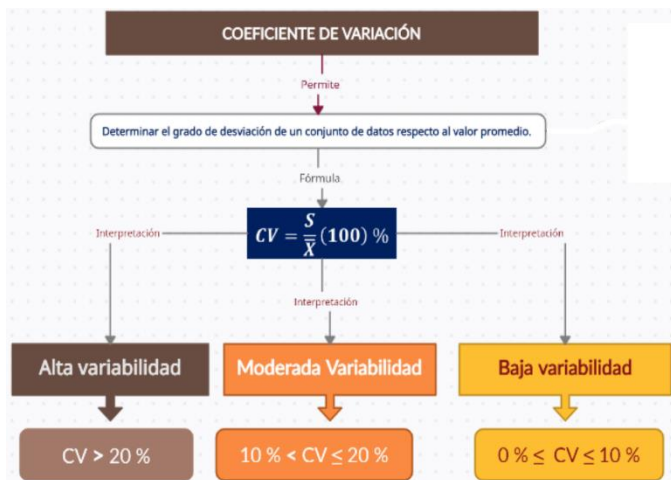 COEFICIENTE DE VARIACIÓN
Permite
Determinar el grado de desviación de un conjunto de datos respecto al valor promedio.
Fórmula
Interpretación
CV = S / X̄ (100) %
Interpretación
Interpretación
Alta variabilidad
Moderada Variabilidad
Baja variabilidad
CV > 20 %
10 % < CV ≤ 20 %
0 % ≤ CV ≤ 10 %